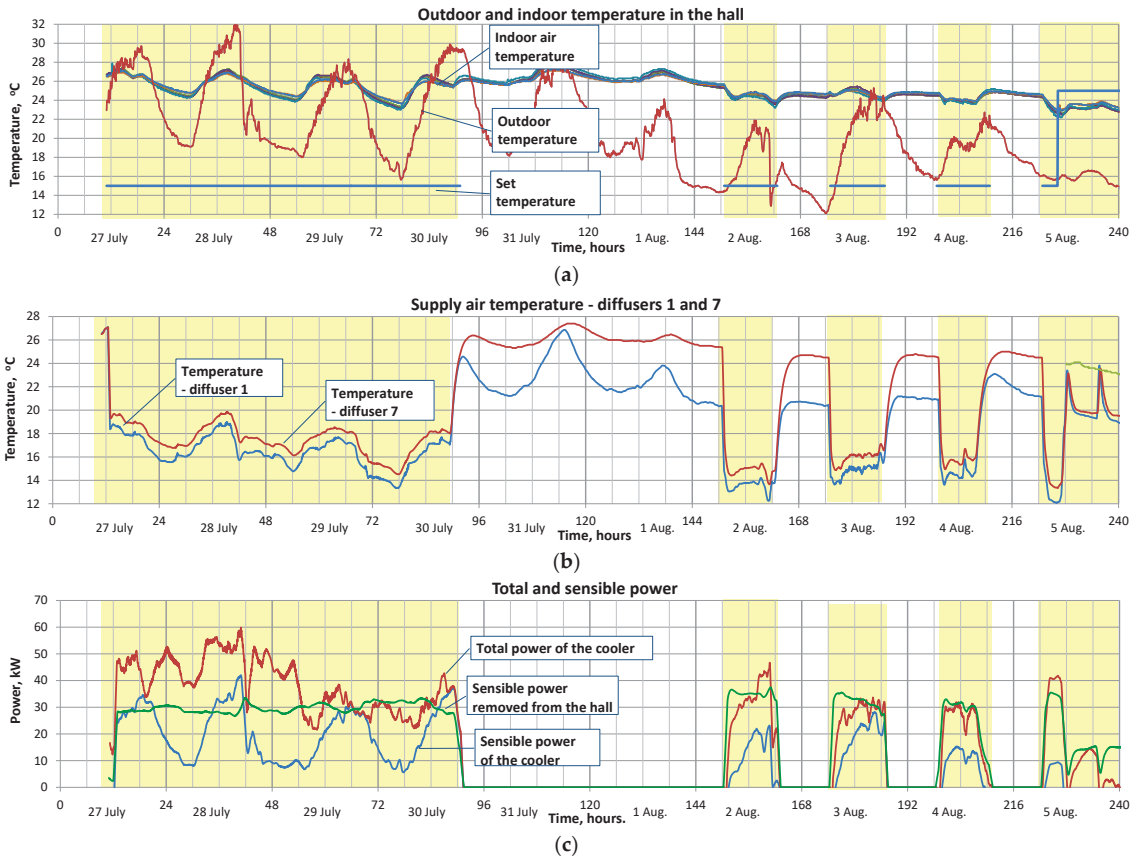 Outdoor and indoor temperature in the hall
32
30
28
26
24
22
20
18
16
14
12
Temperature, °C
Indoor air
temperature
Outdoor
temperature
Set
temperature
0 24 48 72 96 120 144 168 192 216 240
27 July 28 July 29 July 30 July 31 July 1 Aug. 2 Aug. 3 Aug. 4 Aug. 5 Aug.
Time, hours
(a)
Supply air temperature - diffusers 1 and 7
28
26
24
22
20
18
16
14
12
Temperature, °C
Temperature
- diffuser 1
Temperature
- diffuser 7
0 24 48 72 96 120 144 168 192 216 240
27 July 28 July 29 July 30 July 31 July 1 Aug. 2 Aug. 3 Aug. 4 Aug. 5 Aug.
Time, hours
(b)
Total and sensible power
70
60
50
40
30
20
10
0
Power, kW
Total power of the cooler
Sensible power
removed from the hall
Sensible power
of the cooler
0 24 48 72 96 120 144 168 192 216 240
27 July 28 July 29 July 30 July 31 July 1 Aug. 2 Aug. 3 Aug. 4 Aug. 5 Aug.
Time, hours.
(c)